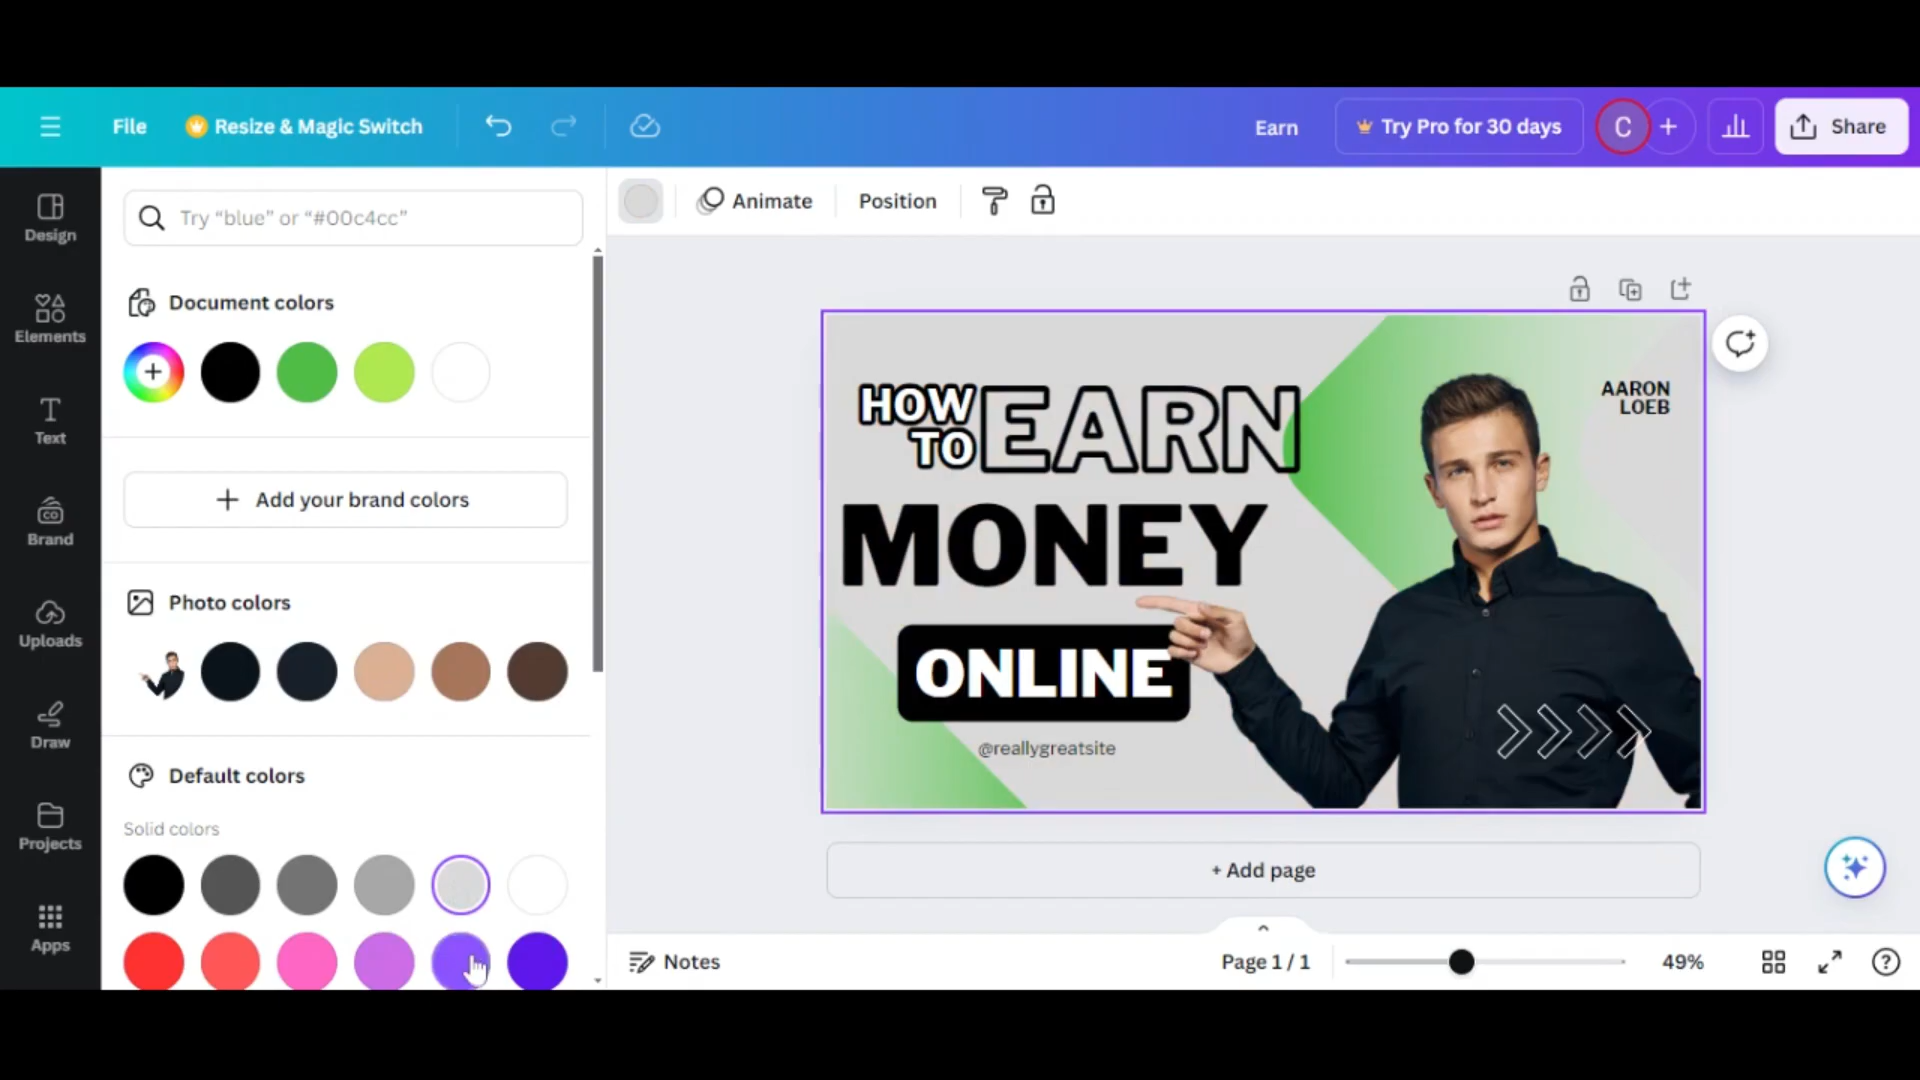 File
Resize & Magic Switch
Earn
Try Pro for 30 days
C
Share
Design
Elements
Text
CO
Brand
Uploads
Draw
Projects
Apps
Try “blue” or “#00c4cc”
Document colors
Add your brand colors
Photo colors
Default colors
Solid colors
Animate
Position
HOW
TO
EARN
MONEY
ONLINE
@reallygreatsite
AARON
LOEB
+ Add page
Notes
Page 1 / 1
49%